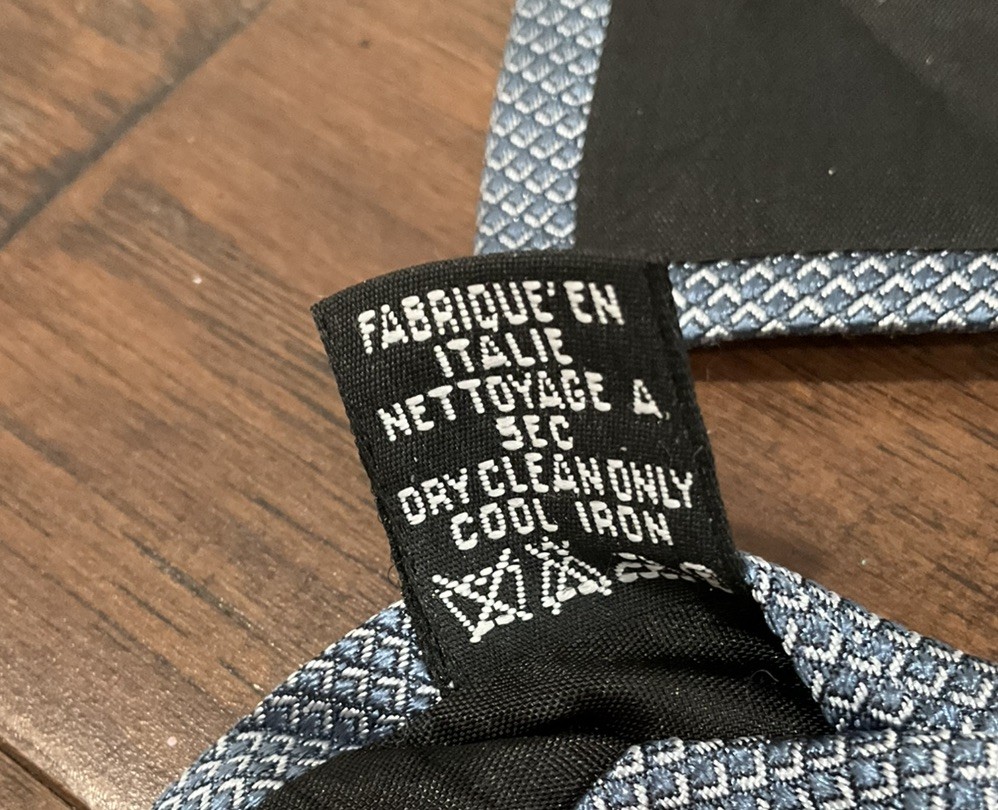 FABRIQUE'EN
ITALIE
NETTOYAGE A
SEC
DRY CLEAN ONLY
COOL IRON